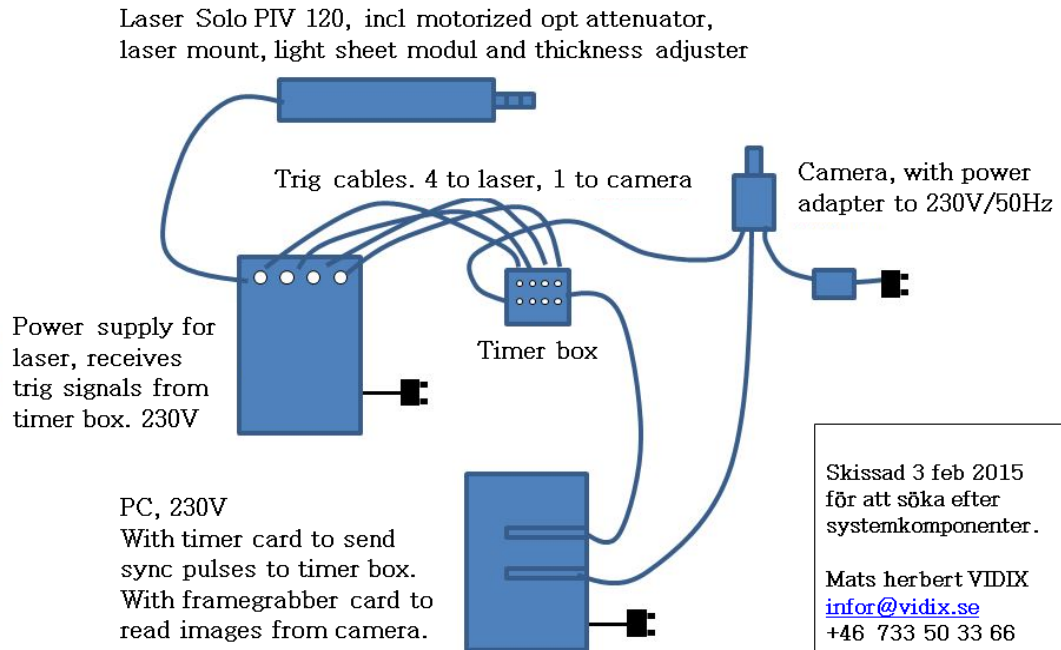 Laser Solo PIV 120, incl motorized opt attenuator,
laser mount, light sheet modul and thickness adjuster
Trig cables. 4 to laser, 1 to camera
Camera, with power
adapter to 230V/50Hz
Power supply for
laser, receives
trig signals from
timer box. 230V
Timer box
PC, 230V
With timer card to send
sync pulses to timer box.
With framegrabber card to
read images from camera.
Skissad 3 feb 2015
för att söka efter
systemkomponenter.
Mats herbert VIDIX
infor@vidix.se
+46 733 50 33 66